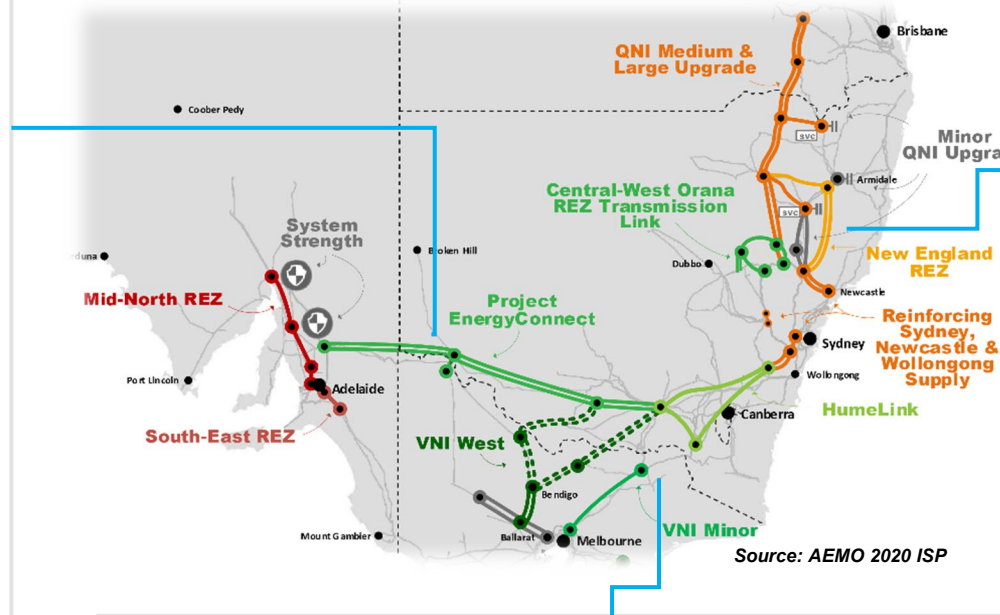 Brisbane
QNI Medium &
Large Upgrade
Coober Pedy
svc
Minor
QNI Upgra
Armidale
Central-West Orana
REZ Transmission
Link
svc
System
Strength
Broken Hill
Dubbo
New England
REZ
eduna
Mid-North REZ
Project
EnergyConnect
Newcastle
Reinforcing
Sydney,
Newcastle &
Wollongong
Supply
Sydney
Port Lincoln
Adelaide
Wollongong
Canberra
HumeLink
South-East REZ
VNI West
Bendigo
Mount Gambier
Ballarat
Melbourne
VNI Minor
Source: AEMO 2020 ISP